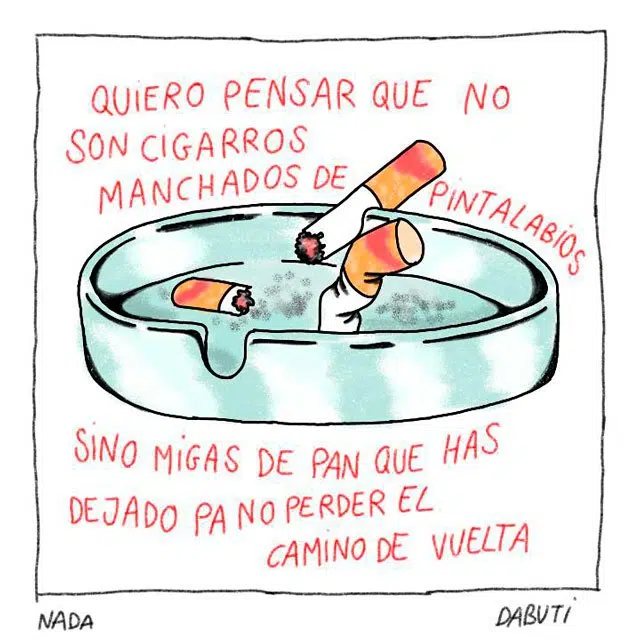 QUIERO PENSAR QUE NO
SON CIGARROS
MANCHADOS DE PINTALABIOS
SINO MIGAS DE PAN QUE HAS
DEJADO PA NO PERDER EL
CAMINO DE VUELTA
NADA DABUTI